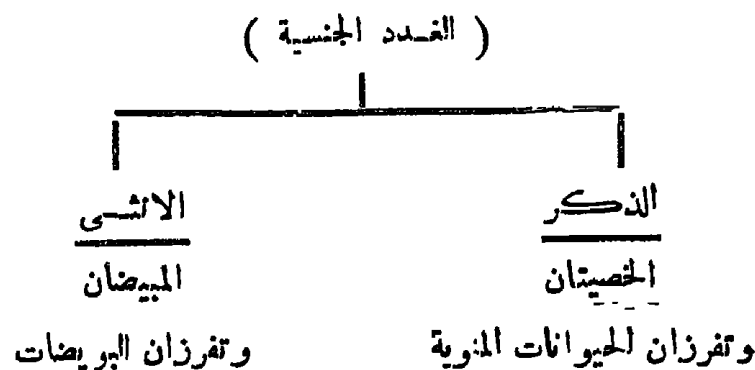 ( الغدد الجنسية )
الذكر
الخصيتان
وتفرزان الحيوانات المنوية
الانثى
المبيضان
وتفرزان البويضات